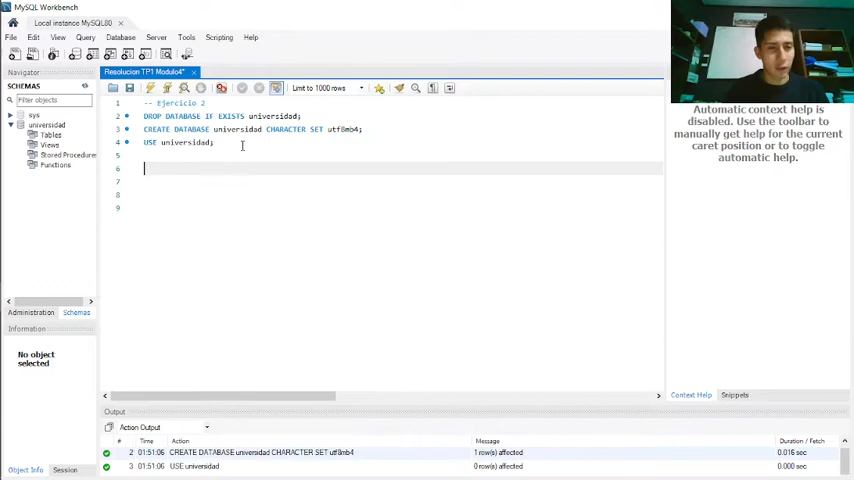 MySQL Workbench
Local instance MySQL80 ×
File Edit View Query Database Server Tools Scripting Help
Navigator
SCHEMAS
Filter objects
sys
universidad
Tables
Views
Stored Procedures
Functions
Administration Schemas
Information
No object
selected
Object Info Session
Resolucion TP1 Modulo4* ×
Limit to 1000 rows
1 -- Ejercicio 2
2 DROP DATABASE IF EXISTS universidad;
3 CREATE DATABASE universidad CHARACTER SET utf8mb4;
4 USE universidad;
5
6
7
8
9
Automatic context help is
disabled. Use the toolbar to
manually get help for the
current caret position or to
toggle automatic help.
Context Help Snippets
Output
Action Output
# Time Action Message Duration / Fetch
2 01:51:06 CREATE DATABASE universidad CHARACTER SET utf8mb4 1 row(s) affected 0.016 sec
3 01:51:06 USE universidad 0 row(s) affected 0.000 sec